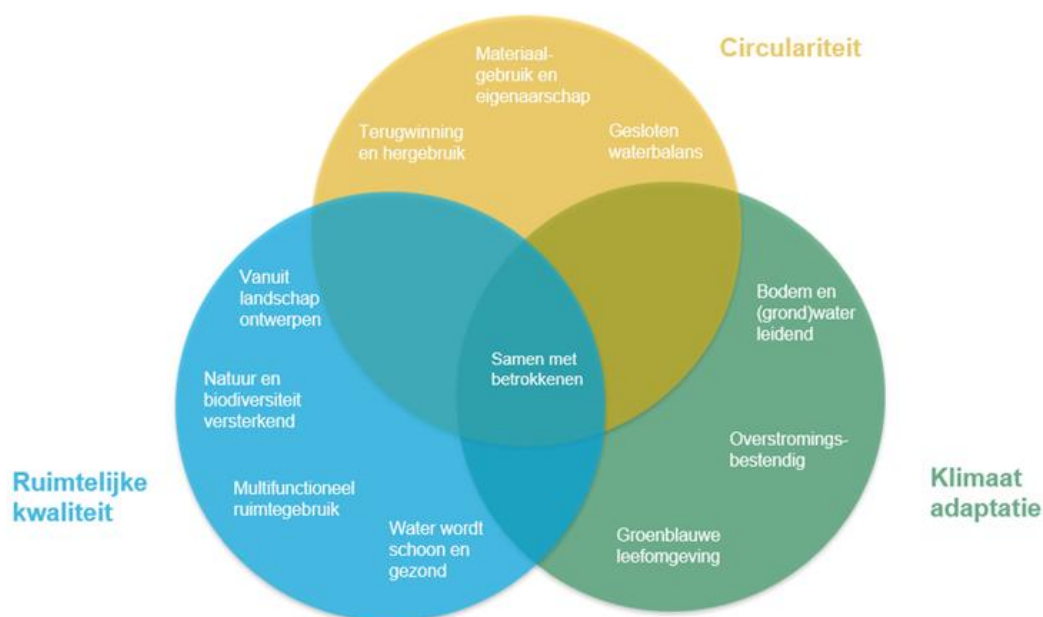 Circulariteit
Materiaal-
gebruik en
eigenaarschap
Terugwinning
en hergebruik
Gesloten
waterbalans
Vanuit
landschap
ontwerpen
Bodem en
(grond)water
leidend
Samen met
betrokkenen
Natuur en
biodiversiteit
versterkend
Overstromings-
bestendig
Ruimtelijke
kwaliteit
Multifunctioneel
ruimtegebruik
Klimaat
adaptatie
Water wordt
schoon en
gezond
Groenblauwe
leefomgeving